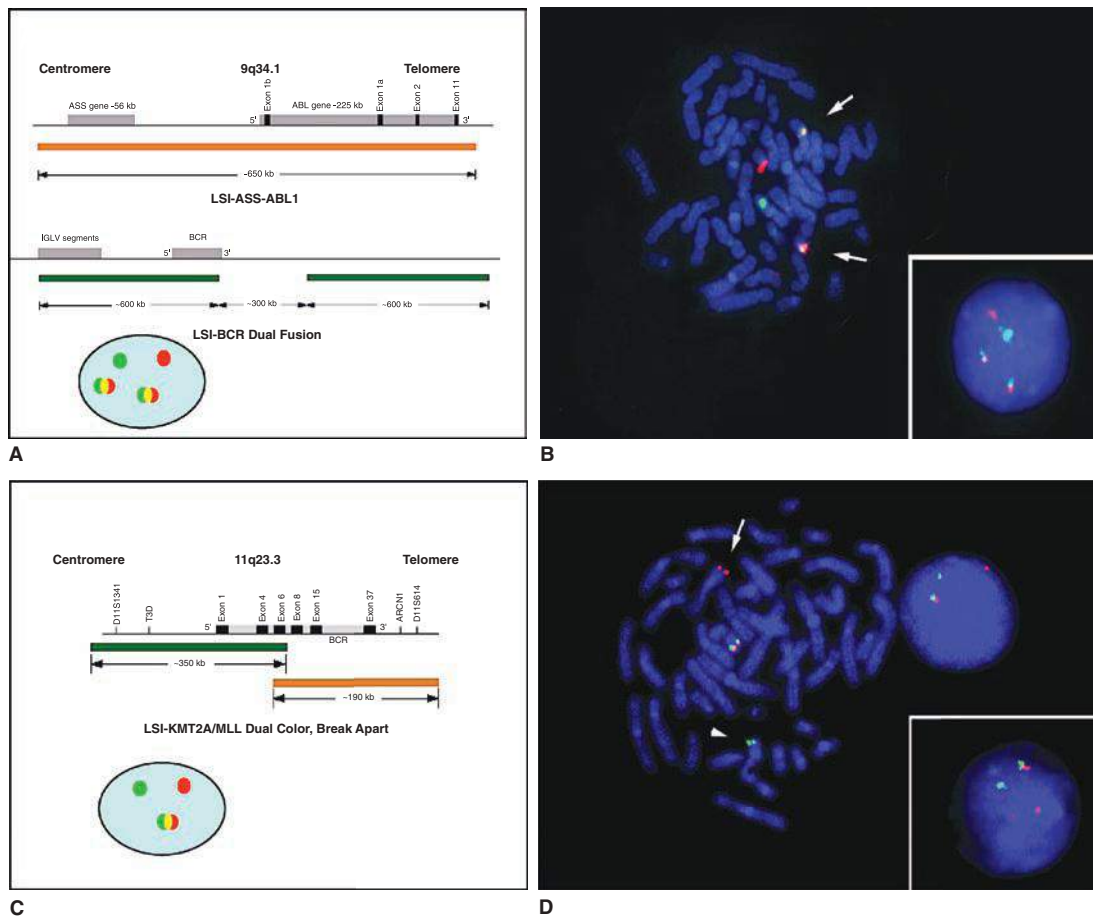 Centromere 9q34.1 Telomere
Exon 1b
Exon 1a
Exon 2
Exon 11
ASS gene -56 kb
5'
ABL gene -225 kb
3'
-650 kb
LSI-ASS-ABL1
IGLV segments
5'
BCR
3'
~600 kb
~300 kb
~600 kb
LSI-BCR Dual Fusion
A
B
Centromere 11q23.3 Telomere
D11S1341
T3D
5'
Exon 1
Exon 4
Exon 6
Exon 8
Exon 15
Exon 37
3'
ARCN1
D11S614
BCR
~350 kb
~190 kb
LSI-KMT2A/MLL Dual Color, Break Apart
C
D